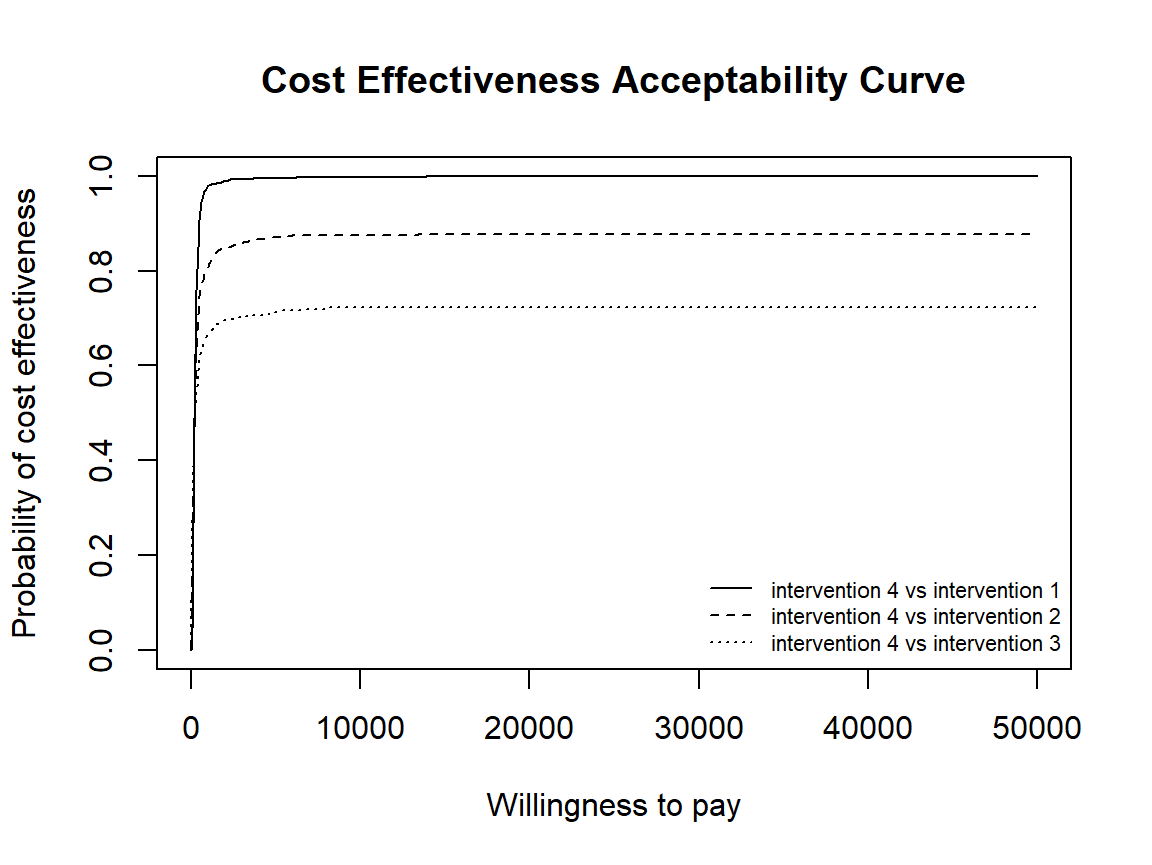 Cost Effectiveness Acceptability Curve
Probability of cost effectiveness
1.0
0.8
0.6
0.4
0.2
0.0
intervention 4 vs intervention 1
intervention 4 vs intervention 2
intervention 4 vs intervention 3
0 10000 20000 30000 40000 50000
Willingness to pay